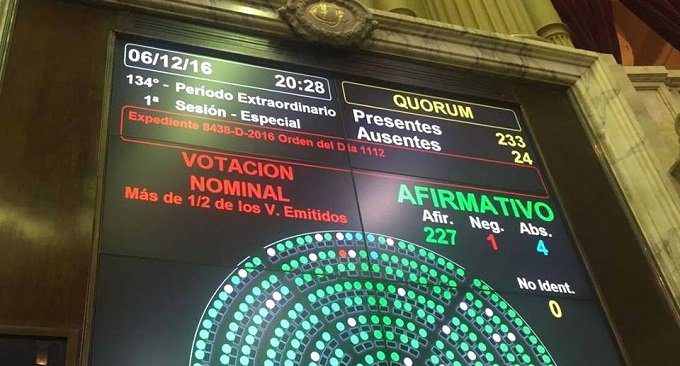 06/12/16 20:28
134° - Período Extraordinario
1ª Sesión - Especial
Expediente 8438-D-2016 Orden del Día 1112
VOTACION
NOMINAL
Más de 1/2 de los V. Emitidos
QUORUM
Presentes 233
Ausentes 24
AFIRMATIVO
Afir. Neg. Abs.
227 1 4
No Ident.
0